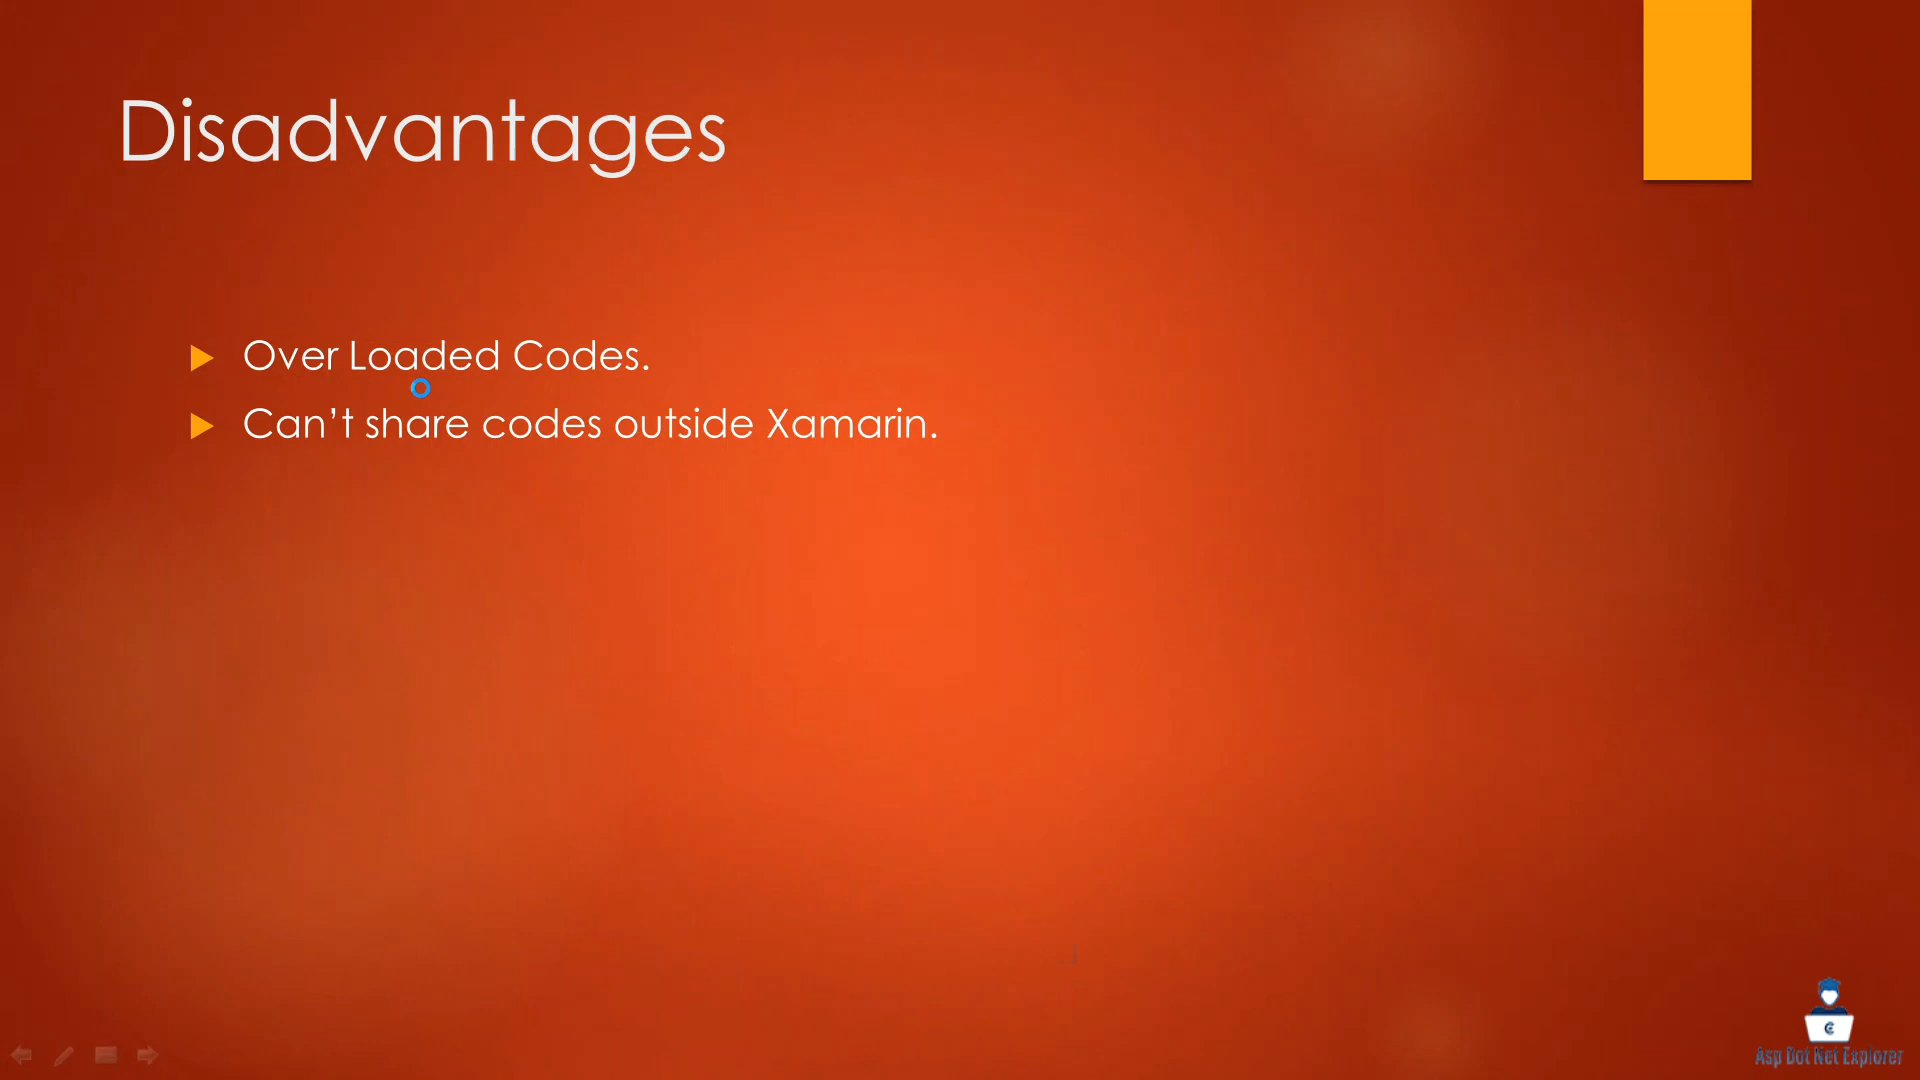 Disadvantages
Over Loaded Codes.
Can’t share codes outside Xamarin.
Asp Dot Net Explorer